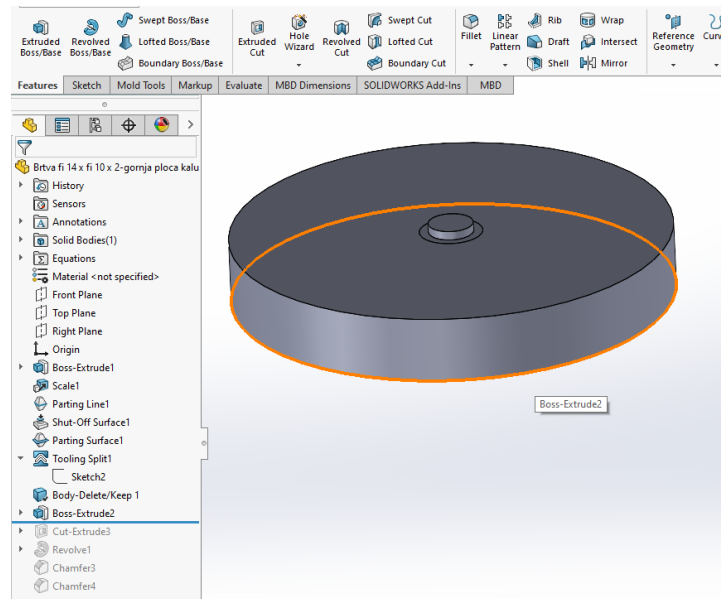 Extruded Boss/Base
Revolved Boss/Base
Swept Boss/Base
Lofted Boss/Base
Boundary Boss/Base
Extruded Cut
Hole Wizard
Revolved Cut
Swept Cut
Lofted Cut
Boundary Cut
Fillet
Linear Pattern
Rib
Draft
Shell
Wrap
Intersect
Mirror
Reference Geometry
Curv
Features Sketch Mold Tools Markup Evaluate MBD Dimensions SOLIDWORKS Add-Ins MBD
Brtva fi 14 x fi 10 x 2-gornja ploca kalu
History
Sensors
Annotations
Solid Bodies(1)
Equations
Material <not specified>
Front Plane
Top Plane
Right Plane
Origin
Boss-Extrude1
Scale1
Parting Line1
Shut-Off Surface1
Parting Surface1
Tooling Split1
Sketch2
Body-Delete/Keep 1
Boss-Extrude2
Cut-Extrude3
Revolve1
Chamfer3
Chamfer4
Boss-Extrude2